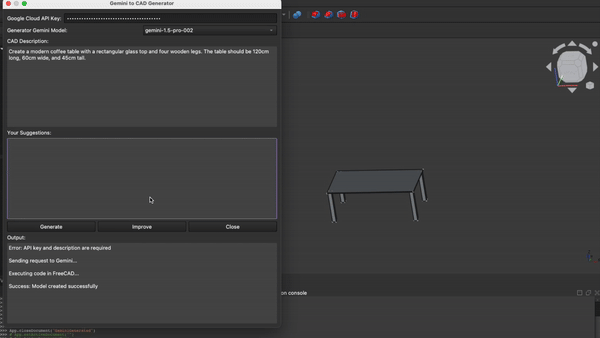 Gemini to CAD Generator
Google Cloud API Key:
Generator Gemini Model: gemini-1.5-pro-002
CAD Description:
Create a modern coffee table with a rectangular glass top and four wooden legs. The table should be 120cm
long, 60cm wide, and 45cm tall.
Your Suggestions:
Generate Improve Close
Output:
Error: API key and description are required
Sending request to Gemini...
Executing code in FreeCAD...
Success: Model created successfully
on console